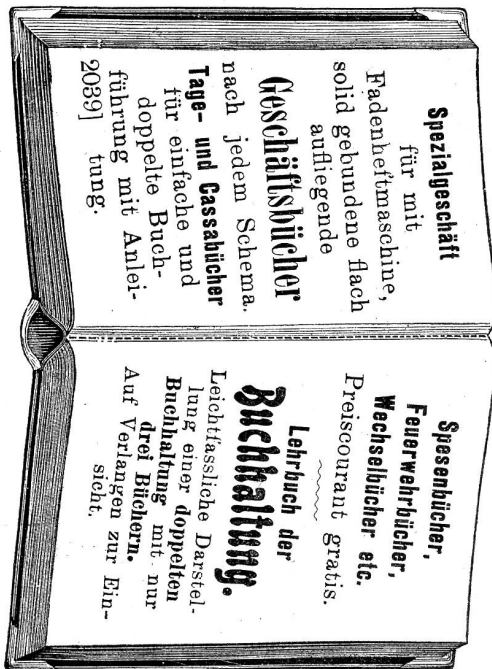 Spezialgeschäft
für mit
Fadenheftmaschine,
solid gebundene flach
aufliegende
Geschäftsbücher
nach jedem Schema.
Tage- und Cassabücher
für einfache und
doppelte Buch-
führung mit Anlei-
2039] tung.
Spesenbücher,
Feuerwehrbücher,
Wechselbücher etc.
Preiscourant gratis.
Lehrbuch der
Buchhaltung.
Leichtfassliche Darstel-
lung einer doppelten
Buchhaltung mit nur
drei Büchern.
Auf Verlangen zur Ein-
sicht.